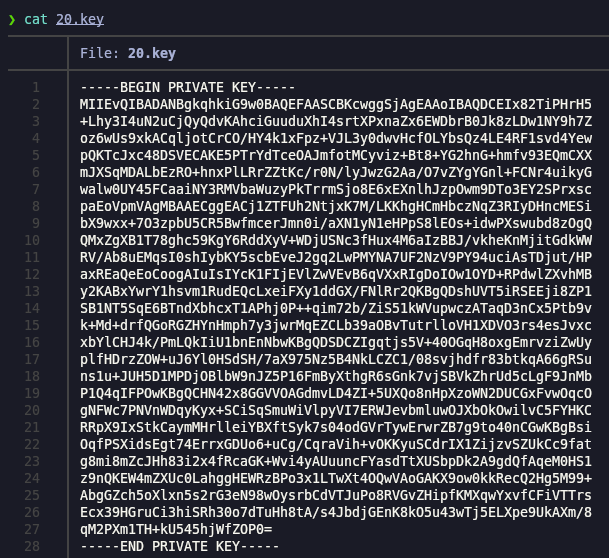 ❯ cat 20.key
File: 20.key
1 -----BEGIN PRIVATE KEY-----
2 MIIEvQIBADANBgkqhkiG9w0BAQEFAASCBKcwggSjAgEAAoIBAQDCEIx82TiPHrH5
3 +Lhy3I4uN2uCjQyQdvKAhciGuuduXhI4srtXPxnaZx6EWDbrB0Jk8zLDw1NY9h7Z
4 oz6wUs9xkACqljotCrCO/HY4k1xFpz+VJL3y0dwvHcfOLYbsQz4LE4RF1svd4Yew
5 pQKTcJxc48DSVECAKE5PTrYdTceOAJmfotMCyviz+Bt8+YG2hnG+hmfv93EQmCXX
6 mJXSqMDALbEzRO+hnxPlLRrZZtKc/r0N/lyJwzG2Aa/O7vZYgYGnl+FCNr4uikyG
7 walw0UY45FCaaiNY3RMVbaWuzyPkTrrmSjo8E6xEXnlhJzpOwm9DTo3EY2SPrxsc
8 paEoVpmVAgMBAAECggEACj1ZTFUh2NtjxK7M/LKKhgHCmHbczNqZ3RIyDHncMESi
9 bX9wxx+7O3zpbU5CR5BwfmcerJmn0i/aXN1yN1eHPpS8lEOs+idwPXswubd8zOgQ
10 QMxZgXB1T78ghc59KgY6RddXyV+WDjUSNc3fHux4M6aIzBBJ/vkheKnMjitGdkWW
11 RV/Ab8uEMqsI0shIybKY5scbEveJ2gq2LwPMYNA7UF2NzV9PY94uciAsTDjut/HP
12 axREaQeEoCoogAIuIsIYcK1FIjEVlZwVEvB6qVXxRIgDoIOw1OYD+RPdwlZXvhMB
13 y2KABxYwrY1hsvm1RudEQcLxeiFXy1ddGX/FNlRr2QKBgQDshUVT5iRSEEji8ZP1
14 SB1NT5SqE6BTndXbhcxT1APhj0P++qim72b/ZiS51kWVupwczATaqD3nCx5Ptb9v
15 k+Md+drfQGoRGZHYnHmph7y3jwrMqEZCLb39aOBvTutrlloVH1XDVO3rs4esJvxc
16 xbYlCHJ4k/PmLQkIiU1bnEnNbwKBgQDSDCZIgqtjs5V+40OGqH8oxgEmrvziZwUy
17 plfHDrzZOW+uJ6Yl0HSdSH/7aX975Nz5B4NkLCZC1/08svjhdfr83btkqA66gRSu
18 ns1u+JUH5D1MPDjOBlbW9nJZ5P16FmByXthgR6sGnk7vjSBVkZhrUd5cLgF9JnMb
19 P1Q4qIFPOwKBgQCHN42x8GGVVOAGdmvLD4ZI+5UXQo8nHpXzoWN2DUCGxFvwOqcO
20 gNFWc7PNVnWDqyKyx+SCiSqSmuWiVlpyVI7ERWJevbmluwOJXbOkOwilvC5FYHKC
21 RRpX9IxStkCaymMHrlleiYBXftSyk7s04odGVrTywErwrZB7g9to40nCGwKBgBsi
22 OqfPSXidsEgt74ErrxGDUo6+uCg/CqraVih+vOKKyuSCdrIX1ZijzvSZUkCc9fat
23 g8mi8mZcJHh83i2x4fRcaGK+Wvi4yAUuuncFYasdTtXUSbpDk2A9gdQfAqeM0HS1
24 z9nQKEW4mZXUc0LahggHEWRzBPo3x1LTwXt4OQwVAoGAKX9ow0kkRecQ2Hg5M99+
25 AbgGZch5oXlxn5s2rG3eN98wOysrbCdVTJuPo8RVGvZHipfKMXqwYxvfCFiVTTrs
26 Ecx39HGruCi3hiSRh30o7dTuHh8tA/s4JbdjGEnK8kO5u43wTj5ELXpe9UkAXm/8
27 qM2PXm1TH+kU545hjWfZOP0=
28 -----END PRIVATE KEY-----